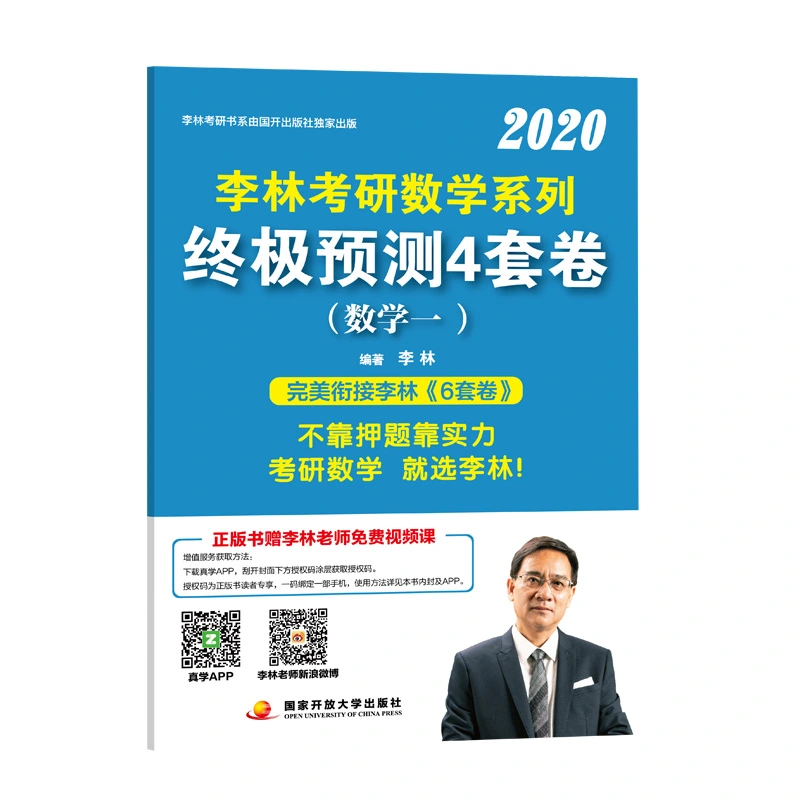 李林考研书系由国开出版社独家出版
2020
李林考研数学系列
终极预测4套卷
（数学一 ）
编著 李 林
完美衔接李林《6套卷》
不靠押题靠实力
考研数学 就选李林!
正版书赠李林老师免费视频课
增值服务获取方法：
下载真学APP，刮开封面下方授权码涂层获取授权码。
授权码为正版书读者专享，一码绑定一部手机，使用方法详见本书内封及APP。
真学APP
李林老师新浪微博
国家开放大学出版社
OPEN UNIVERSITY OF CHINA PRESS